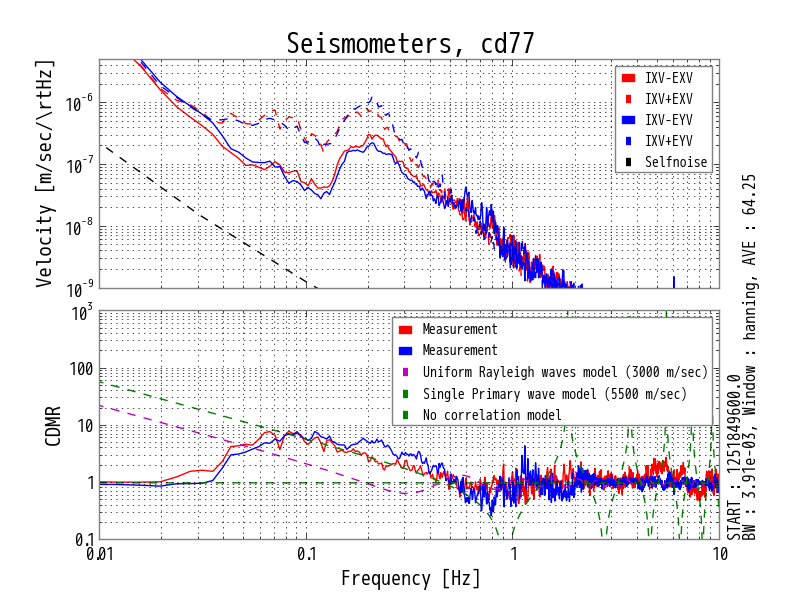 Seismometers, cd77
Velocity [m/sec/\rtHz]
10^-6
10^-7
10^-8
10^-9
IXV-EXV
IXV+EXV
IXV-EYV
IXV+EYV
Selfnoise
CDMR
10^3
100
10
1
0.1
Measurement
Measurement
Uniform Rayleigh waves model (3000 m/sec)
Single Primary wave model (5500 m/sec)
No correlation model
0.01
0.1
1
10
Frequency [Hz]
START : 1251849600.0
BW : 3.91e-03, Window : hanning, AVE : 64.25